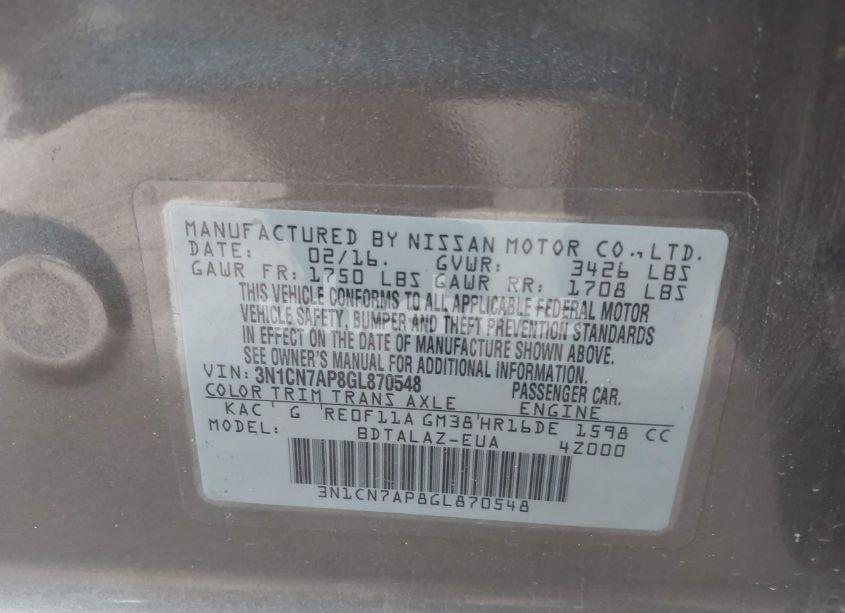 MANUFACTURED BY NISSAN MOTOR CO., LTD.
DATE: 02/16. GVWR: 3426 LBS
GAWR FR: 1750 LBS GAWR RR: 1708 LBS
THIS VEHICLE CONFORMS TO ALL APPLICABLE FEDERAL MOTOR
VEHICLE SAFETY, BUMPER AND THEFT PREVENTION STANDARDS
IN EFFECT ON THE DATE OF MANUFACTURE SHOWN ABOVE.
SEE OWNER'S MANUAL FOR ADDITIONAL INFORMATION.
VIN: 3N1CN7AP8GL870548 PASSENGER CAR.
COLOR TRIM TRANS AXLE ENGINE
KAC ' G 'RE0F11A GM38'HR16DE 1598 CC
MODEL: BDTALAZ-EUA 4Z000
3N1CN7AP8GL870548